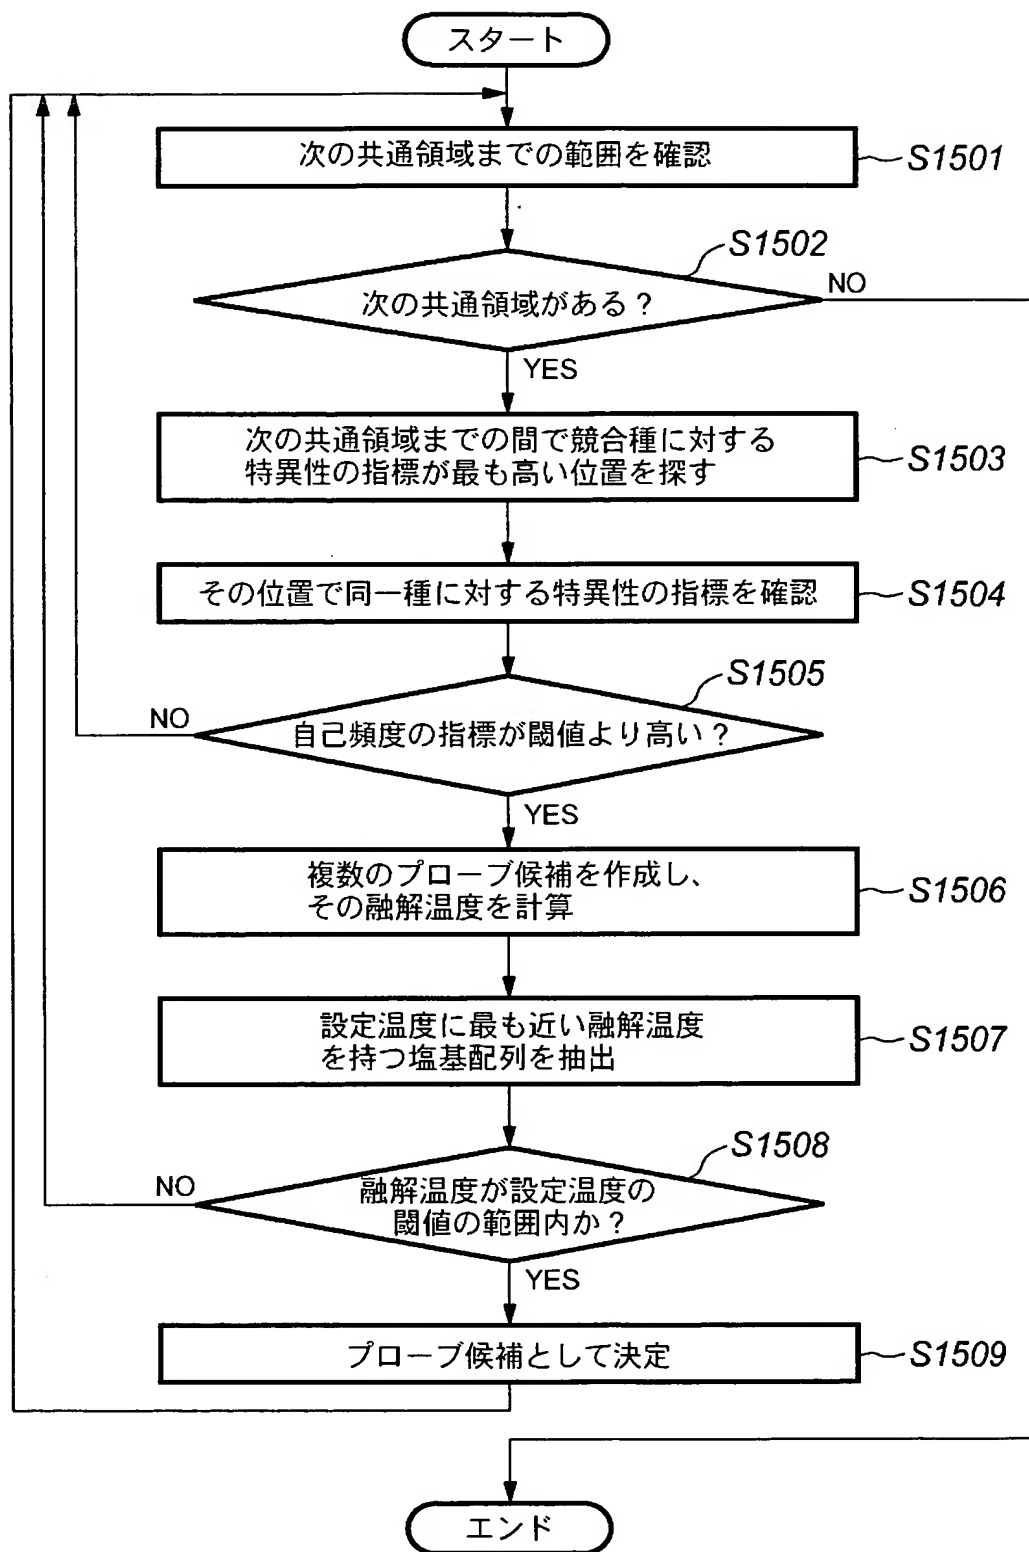 スタート
次の共通領域までの範囲を確認
S1501
S1502
次の共通領域がある？
NO
YES
次の共通領域までの間で競合種に対する
特異性の指標が最も高い位置を探す
S1503
その位置で同一種に対する特異性の指標を確認
S1504
S1505
NO
自己頻度の指標が閾値より高い？
YES
複数のプローブ候補を作成し、
その融解温度を計算
S1506
設定温度に最も近い融解温度
を持つ塩基配列を抽出
S1507
S1508
NO
融解温度が設定温度の
閾値の範囲内か？
YES
プローブ候補として決定
S1509
エンド